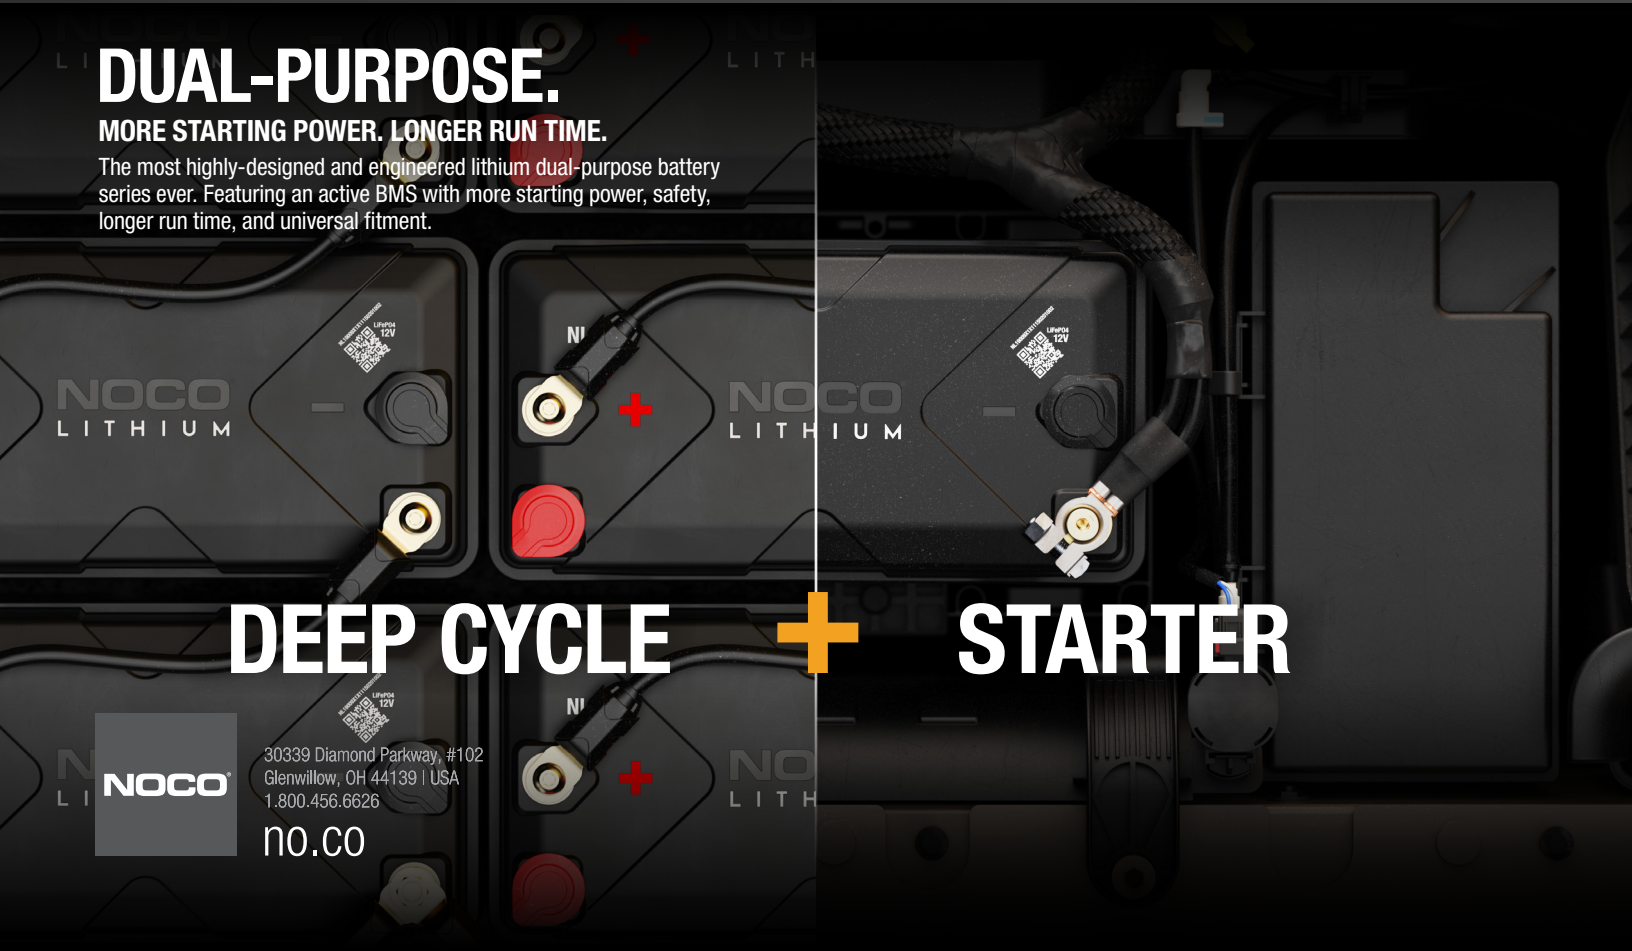 DUAL-PURPOSE.
MORE STARTING POWER. LONGER RUN TIME.
The most highly-designed and engineered lithium dual-purpose battery
series ever. Featuring an active BMS with more starting power, safety,
longer run time, and universal fitment.
LiFePO4
12V
LiFePO4
12V
NOCO
LITHIUM
NOCO
LITHIUM
DEEP CYCLE + STARTER
LiFePO4
12V
NOCO®
30339 Diamond Parkway, #102
Glenwillow, OH 44139 | USA
1.800.456.6626
no.co